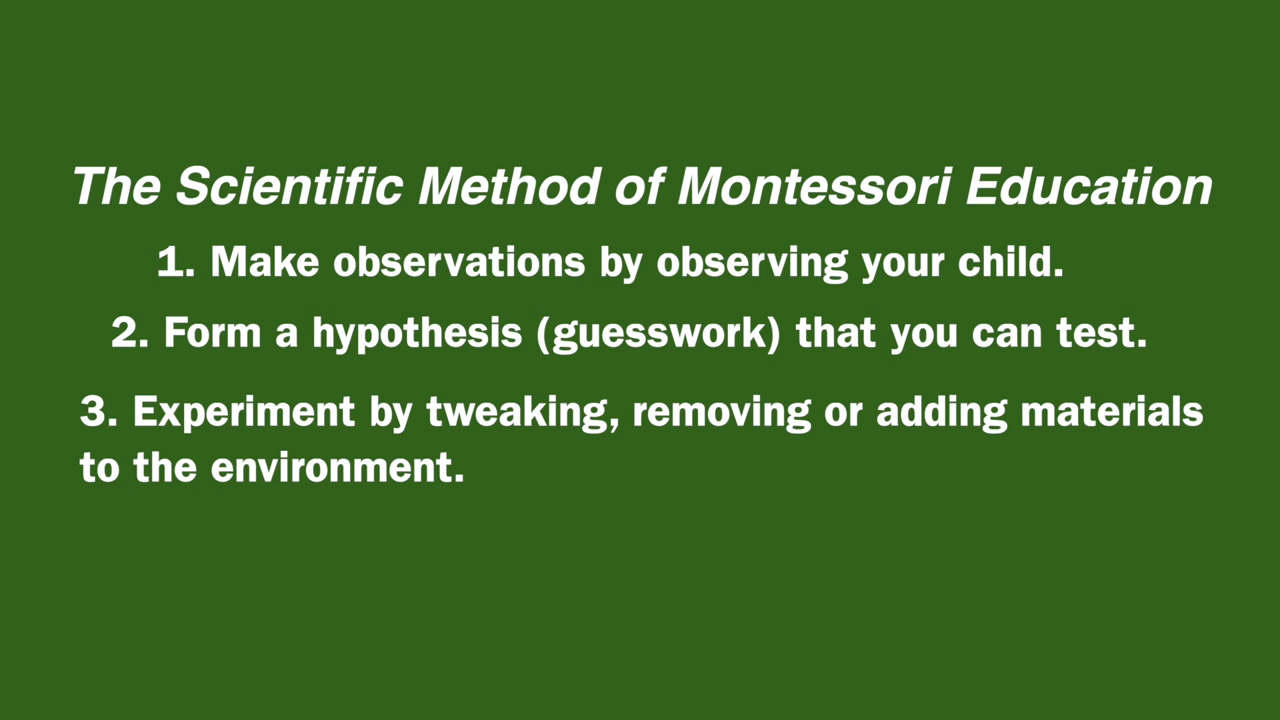 The Scientific Method of Montessori Education
1. Make observations by observing your child.
2. Form a hypothesis (guesswork) that you can test.
3. Experiment by tweaking, removing or adding materials
to the environment.